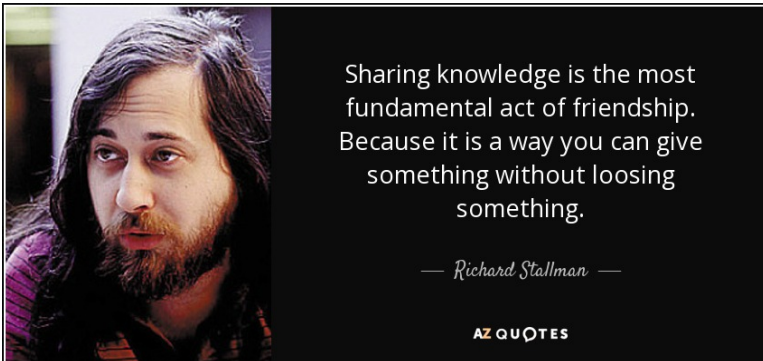 Sharing knowledge is the most
fundamental act of friendship.
Because it is a way you can give
something without loosing
something.
— Richard Stallman —
AZ QUOTES